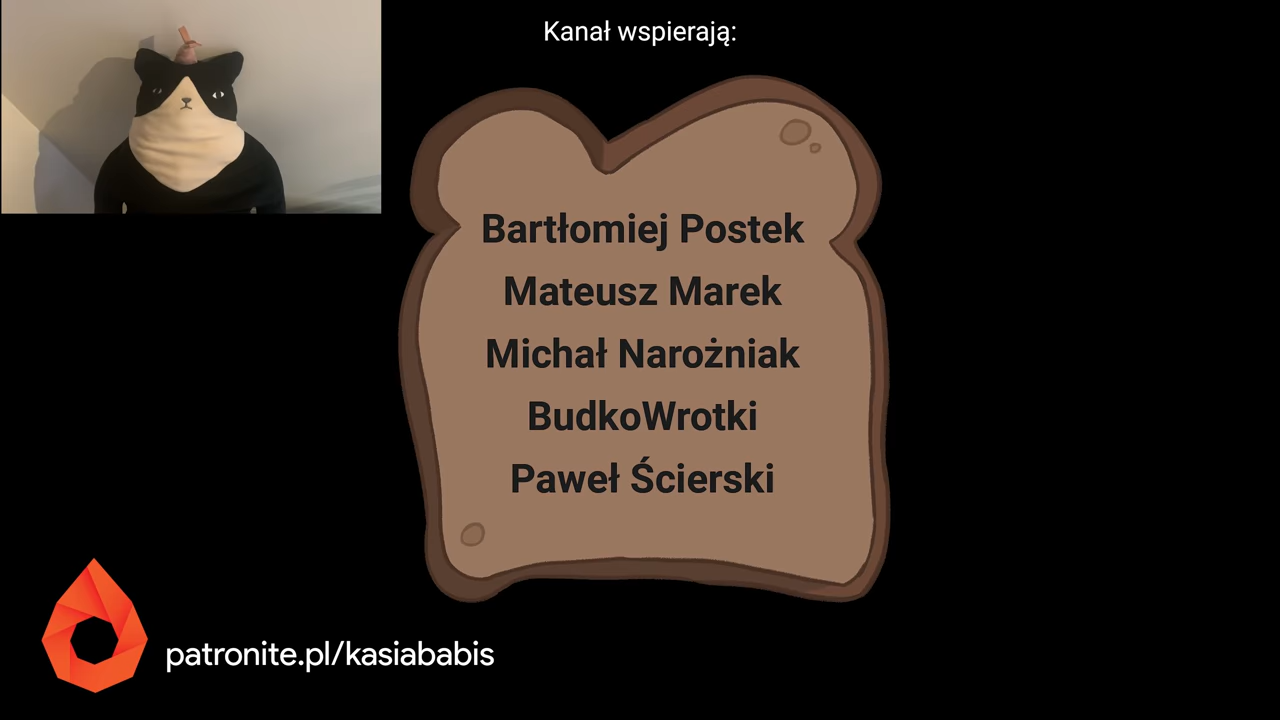 Kanał wspierają:
Bartłomiej Postek
Mateusz Marek
Michał Narożniak
BudkoWrotki
Paweł Ścierski
patronite.pl/kasiababis